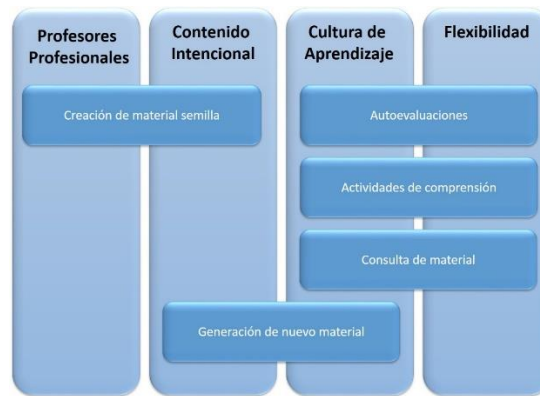 Profesores
Profesionales
Contenido
Intencional
Cultura de
Aprendizaje
Flexibilidad
Creación de material semilla
Autoevaluaciones
Actividades de comprensión
Consulta de material
Generación de nuevo material